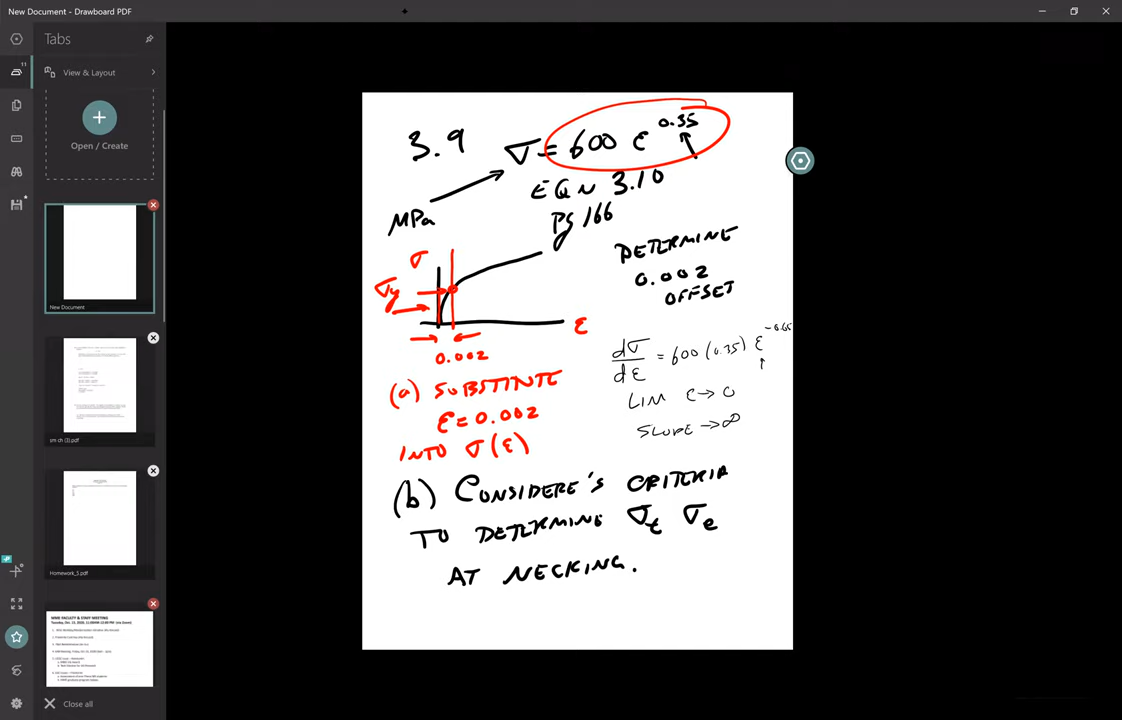 New Document - Drawboard PDF
Tabs
View & Layout
11
Open / Create
New Document
sm ch (3).pdf
Homework_5.pdf
Close all
3.9 σ = 600 ε^0.35
EQN 3.10
MPa
Pg 166
DETERMINE
0.002
OFFSET
σ
σy
ε
0.002
dσ/dε = 600 (0.35) ε^-0.65
LIM ε → 0
SLOPE → ∞
(a) SUBSTITUTE
ε = 0.002
INTO σ(ε)
(b) CONSIDERE'S CRITERIA
TO DETERMINE σt σe
AT NECKING.